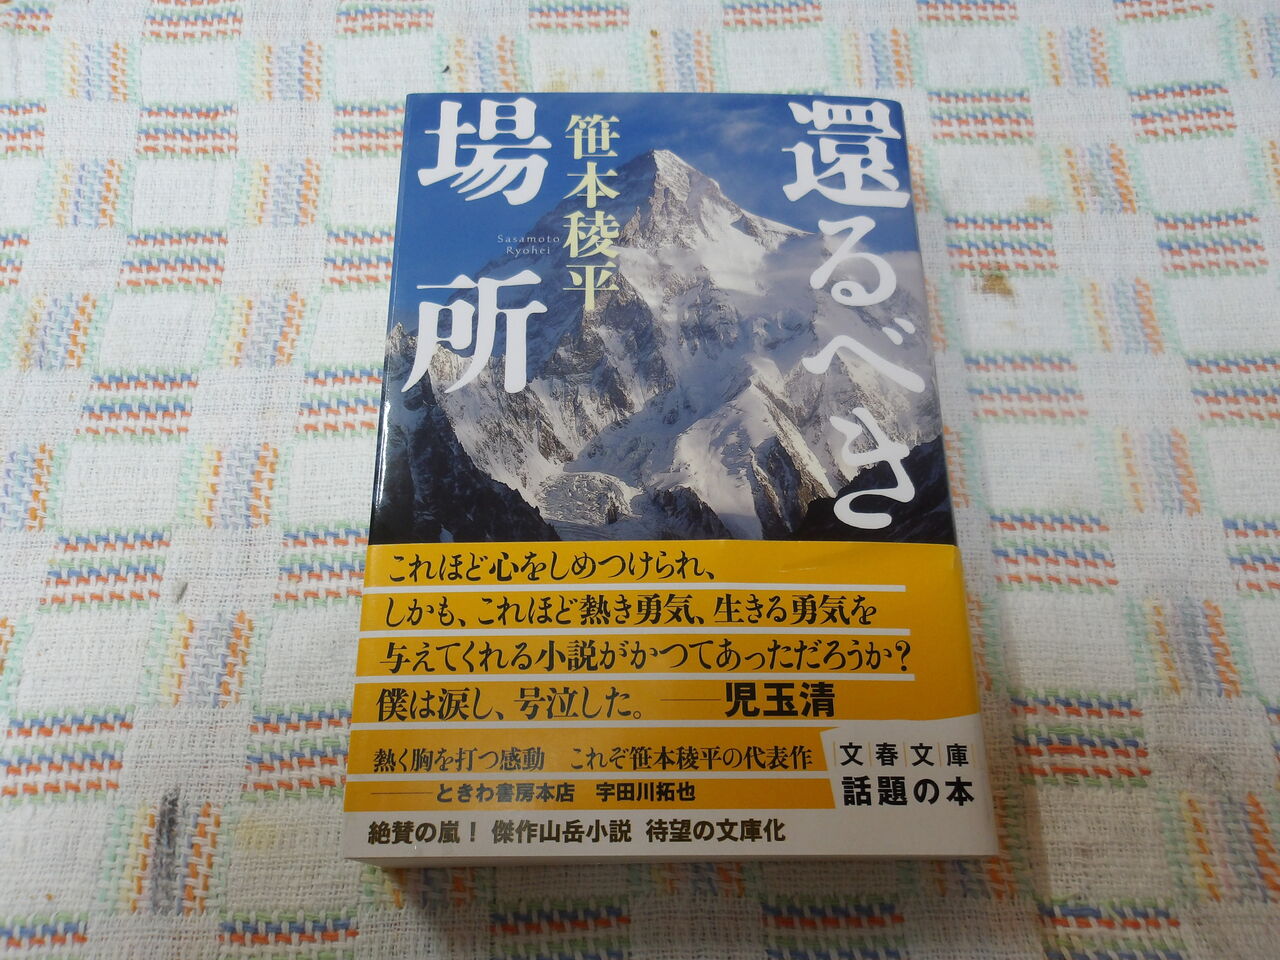 還るべき
場所
笹本稜平
Sasamoto
Ryohei
これほど心をしめつけられ、
しかも、これほど熱き勇気、生きる勇気を
与えてくれる小説がかつてあっただろうか?
僕は涙し、号泣した。――児玉清
熱く胸を打つ感動 これぞ笹本稜平の代表作
――ときわ書房本店 宇田川拓也
絶賛の嵐! 傑作山岳小説 待望の文庫化
文春文庫
話題の本